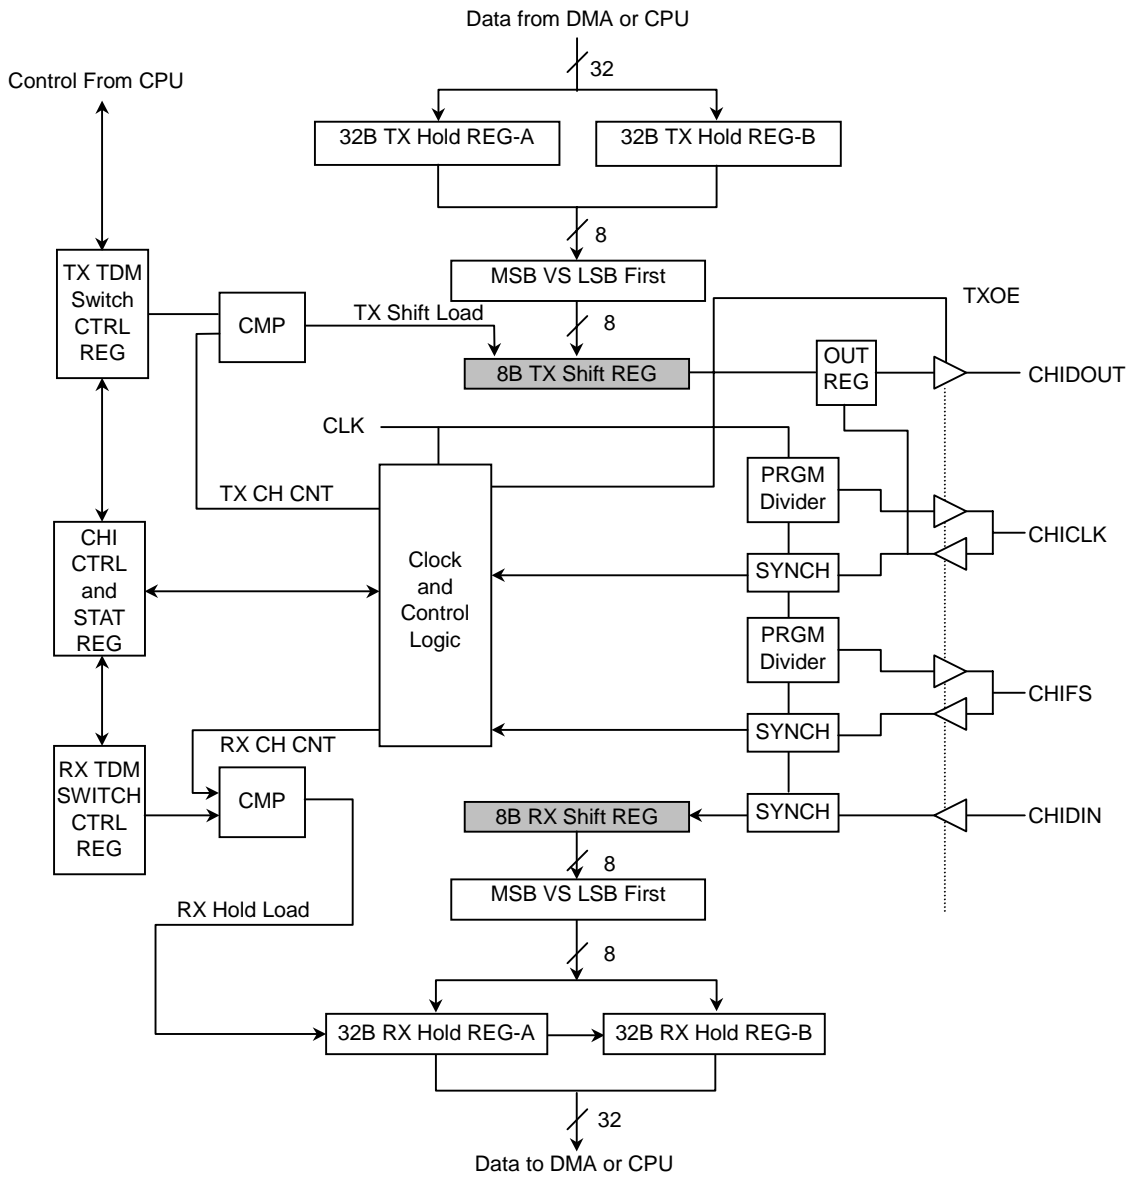 Data from DMA or CPU
32
Control From CPU
32B TX Hold REG-A
32B TX Hold REG-B
8
TX TDM
Switch
CTRL
REG
MSB VS LSB First
TXOE
CMP
TX Shift Load
8
OUT
REG
8B TX Shift REG
CHIDOUT
CLK
PRGM
Divider
TX CH CNT
CHICLK
CHI
CTRL
and
STAT
REG
Clock
and
Control
Logic
SYNCH
PRGM
Divider
CHIFS
SYNCH
RX CH CNT
RX TDM
SWITCH
CTRL
REG
CMP
8B RX Shift REG
SYNCH
CHIDIN
8
MSB VS LSB First
RX Hold Load
8
32B RX Hold REG-A
32B RX Hold REG-B
32
Data to DMA or CPU